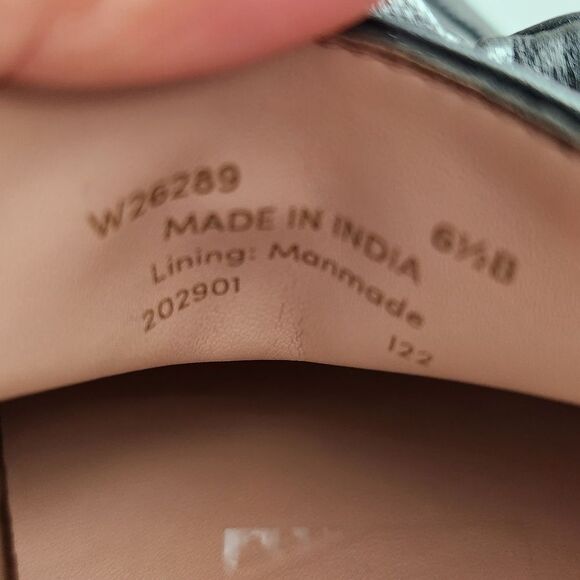 W26289
MADE IN INDIA
6½B
Lining: Manmade
202901
122